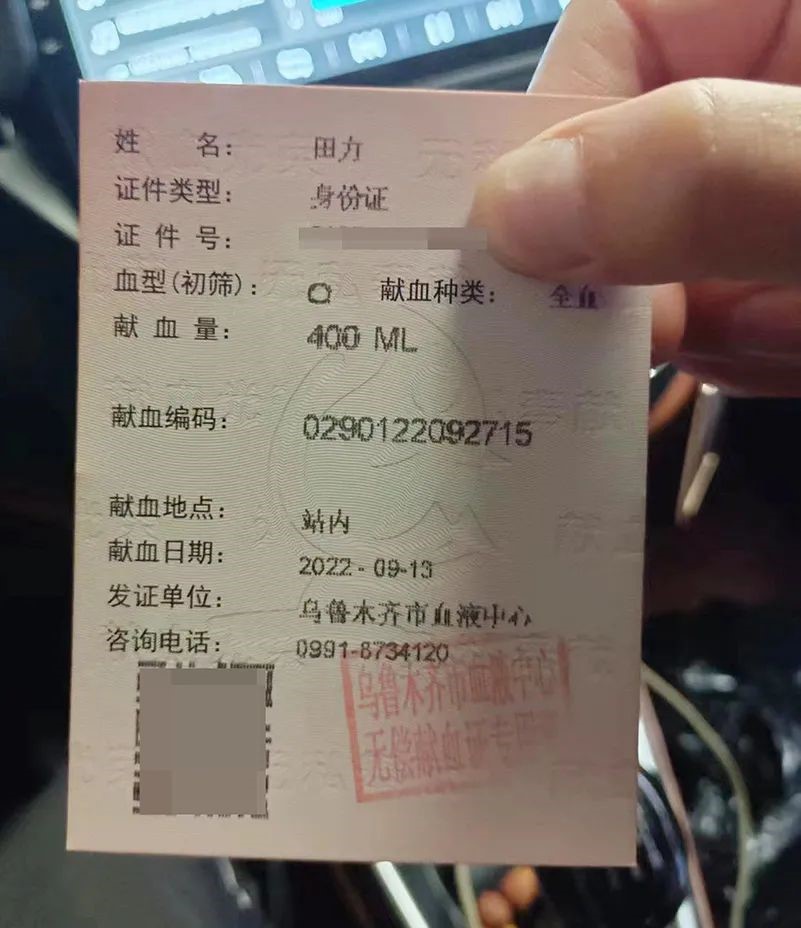 姓 名： 田力
证件类型： 身份证
证件号：
血型(初筛)： O 献血种类： 全血
献血量： 400 ML
献血编码： 0290122092715
献血地点： 站内
献血日期： 2022-09-13
发证单位： 乌鲁木齐市血液中心
咨询电话： 0991-8734120
乌鲁木齐市血液中心
无偿献血证专用章